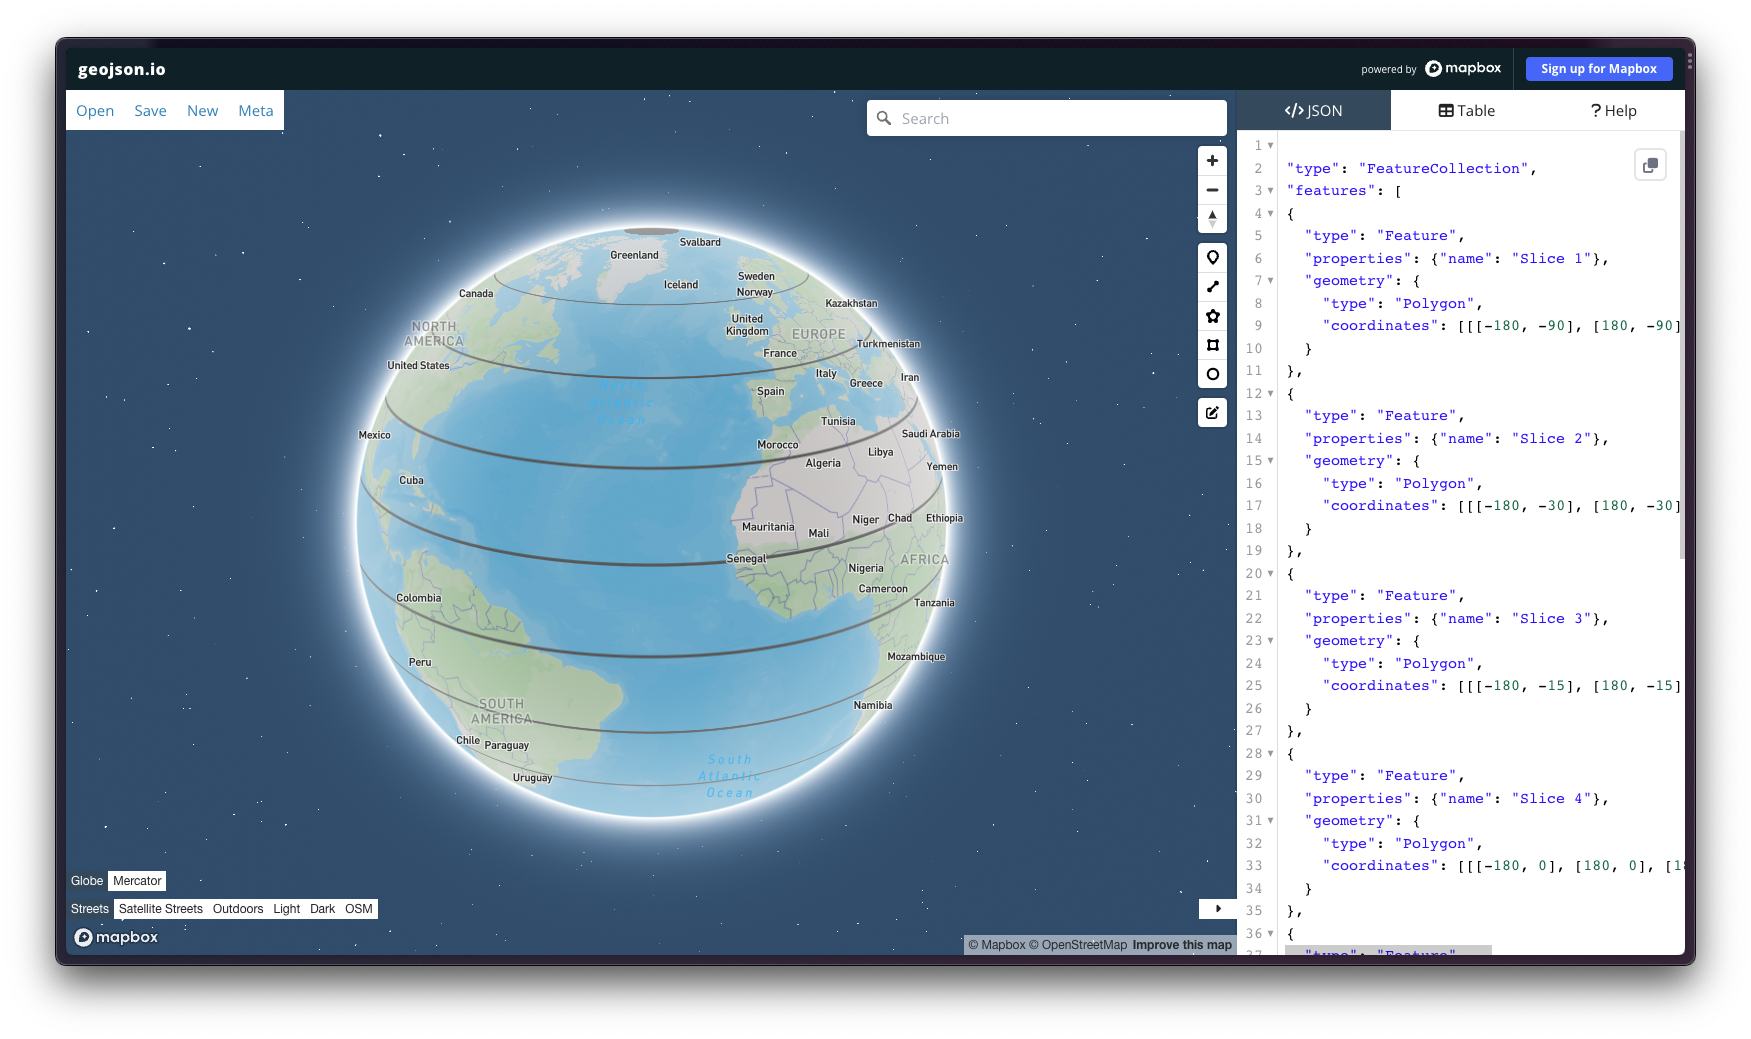 geojson.io
powered by mapbox
Sign up for Mapbox
Open Save New Meta
Search
</> JSON
Table
? Help
Svalbard
Greenland
Sweden
Iceland
Norway
Canada
Kazakhstan
United
Kingdom
NORTH
AMERICA
EUROPE
Turkmenistan
France
United States
Italy
Iran
Greece
Spain
North
Atlantic
Ocean
Tunisia
Mexico
Saudi Arabia
Morocco
Libya
Algeria
Yemen
Cuba
Mauritania
Niger
Chad
Ethiopia
Mali
Senegal
AFRICA
Nigeria
Cameroon
Colombia
Tanzania
Peru
Mozambique
SOUTH
AMERICA
Namibia
Chile
Paraguay
Uruguay
South
Atlantic
Ocean
Globe Mercator
Streets Satellite Streets Outdoors Light Dark OSM
mapbox
© Mapbox © OpenStreetMap Improve this map
1
2 "type": "FeatureCollection",
3 "features": [
4 {
5 "type": "Feature",
6 "properties": {"name": "Slice 1"},
7 "geometry": {
8 "type": "Polygon",
9 "coordinates": [[[-180, -90], [180, -90]
10 }
11 },
12 {
13 "type": "Feature",
14 "properties": {"name": "Slice 2"},
15 "geometry": {
16 "type": "Polygon",
17 "coordinates": [[[-180, -30], [180, -30]
18 }
19 },
20 {
21 "type": "Feature",
22 "properties": {"name": "Slice 3"},
23 "geometry": {
24 "type": "Polygon",
25 "coordinates": [[[-180, -15], [180, -15]
26 }
27 },
28 {
29 "type": "Feature",
30 "properties": {"name": "Slice 4"},
31 "geometry": {
32 "type": "Polygon",
33 "coordinates": [[[-180, 0], [180, 0], [18
34 }
35 },
36 {
37 "type": "Feature"